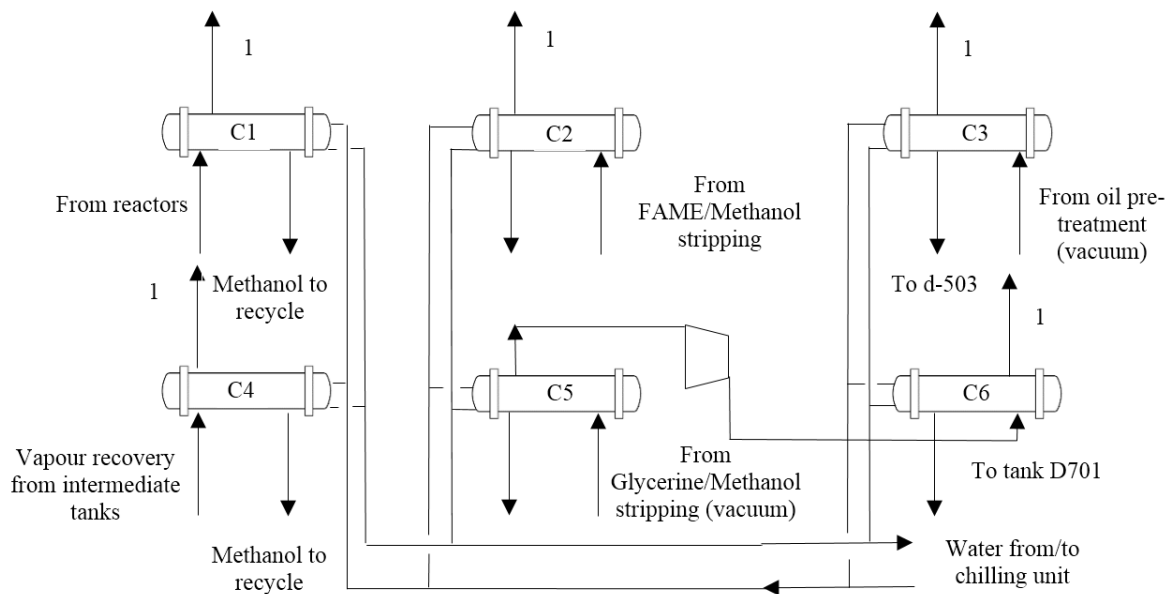 1
1
1
C1
C2
C3
From reactors
Methanol to
recycle
From
FAME/Methanol
stripping
To d-503
From oil pre-
treatment
(vacuum)
1
1
C4
C5
C6
Vapour recovery
from intermediate
tanks
Methanol to
recycle
From
Glycerine/Methanol
stripping (vacuum)
To tank D701
Water from/to
chilling unit